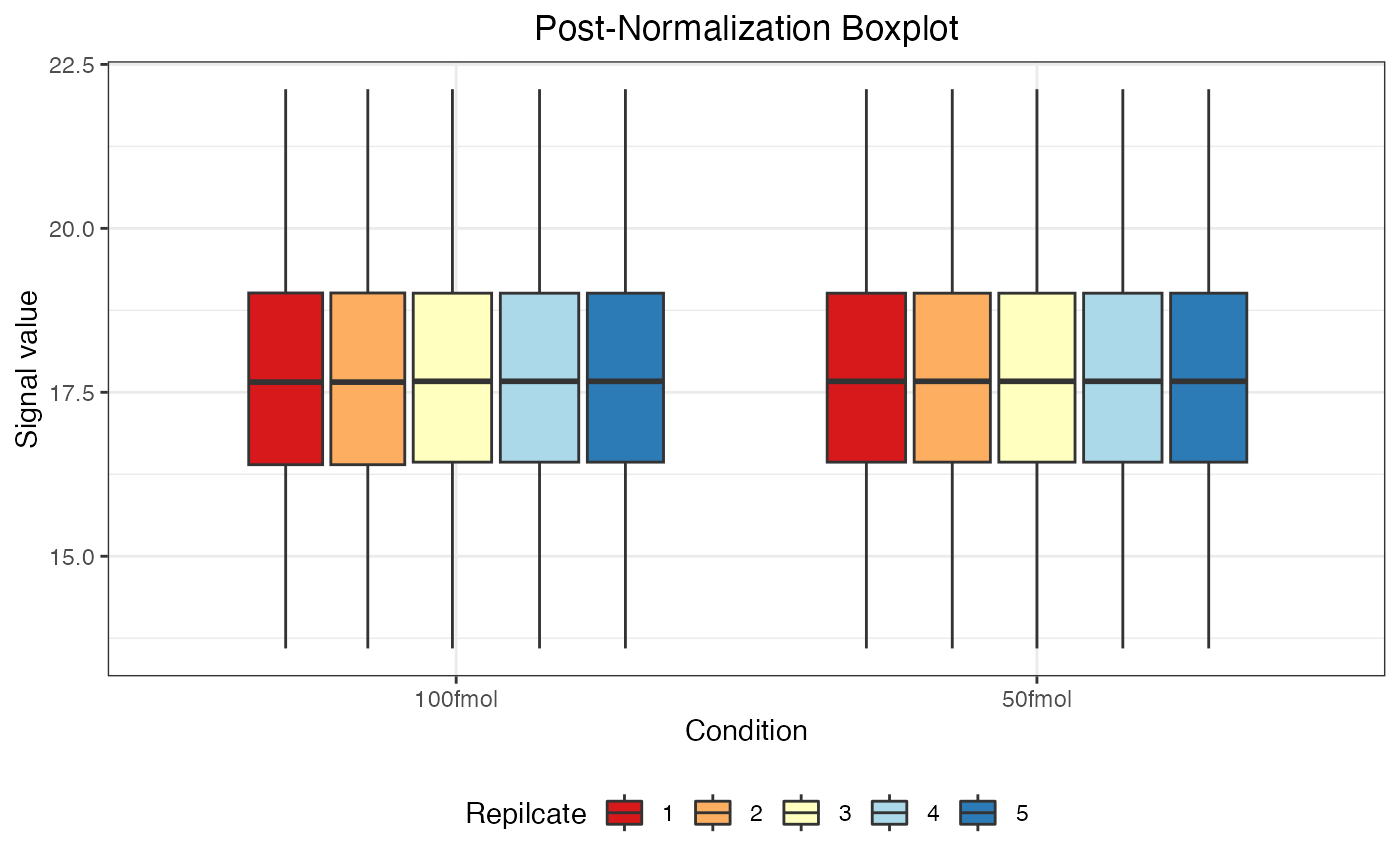 Post-Normalization Boxplot
22.5
20.0
17.5
15.0
Signal value
100fmol 50fmol
Condition
Repilcate 1 2 3 4 5